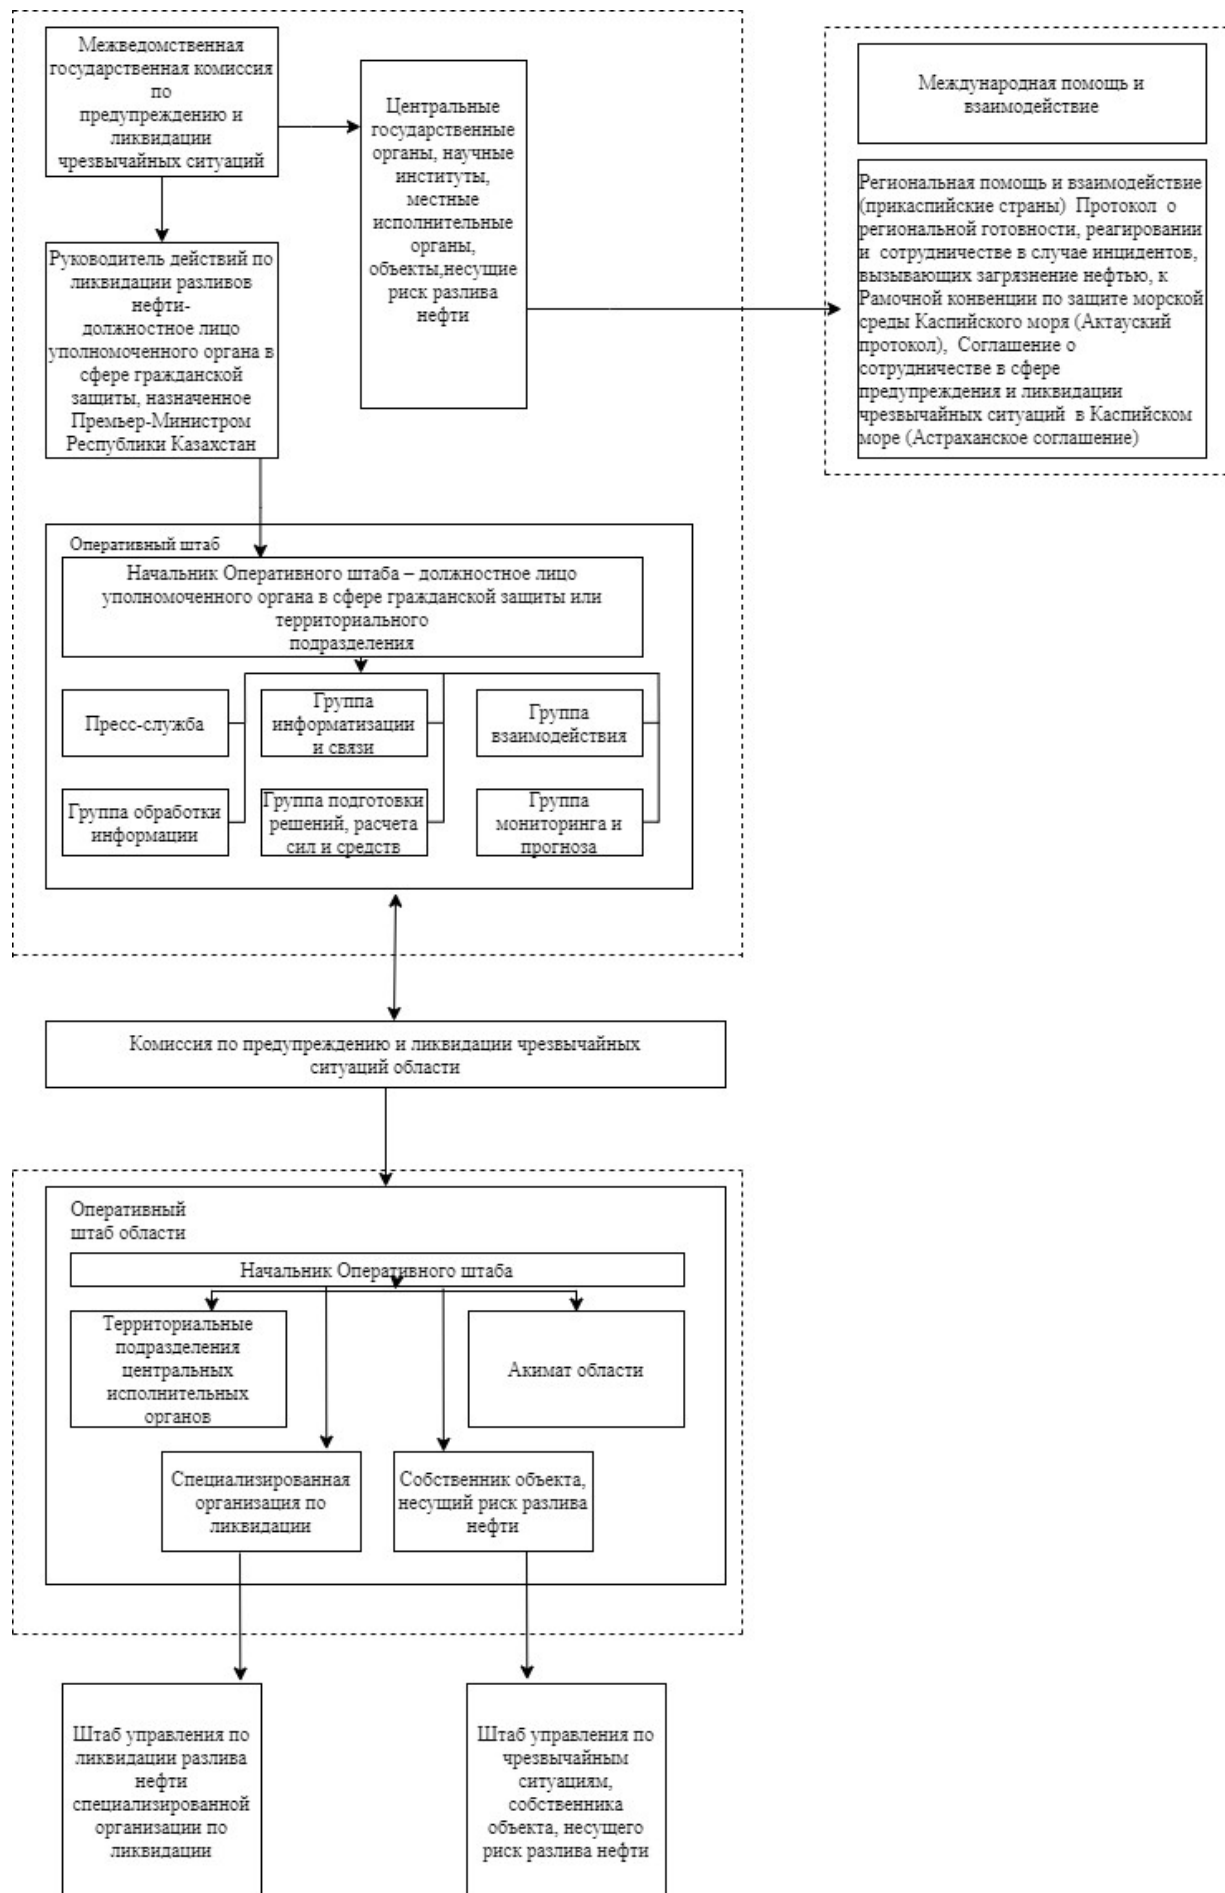 Межведомственная
государственная комиссия
по
предупреждению и
ликвидации
чрезвычайных ситуаций
Центральные
государственные
органы, научные
институты,
местные
исполнительные
органы,
объекты,несущие
риск разлива
нефти
Международная помощь и
взаимодействие
Региональная помощь и взаимодействие
(прикаспийские страны) Протокол о
региональной готовности, реагировании
и сотрудничестве в случае инцидентов,
вызывающих загрязнение нефтью, к
Рамочной конвенции по защите морской
среды Каспийского моря (Актауский
протокол), Соглашение о
сотрудничестве в сфере
предупреждения и ликвидации
чрезвычайных ситуаций в Каспийском
море (Астраханское соглашение)
Руководитель действий по
ликвидации разливов
нефти-
должностное лицо
уполномоченного органа в
сфере гражданской
защиты, назначенное
Премьер-Министром
Республики Казахстан
Оперативный штаб
Начальник Оперативного штаба – должностное лицо
уполномоченного органа в сфере гражданской защиты или
территориального
подразделения
Пресс-служба
Группа
информатизации
и связи
Группа
взаимодействия
Группа обработки
информации
Группа подготовки
решений, расчета
сил и средств
Группа
мониторинга и
прогноза
Комиссия по предупреждению и ликвидации чрезвычайных
ситуаций области
Оперативный
штаб области
Начальник Оперативного штаба
Территориальные
подразделения
центральных
исполнительных
органов
Акимат области
Специализированная
организация по
ликвидации
Собственник объекта,
несущий риск разлива
нефти
Штаб управления по
ликвидации разлива
нефти
специализированной
организации по
ликвидации
Штаб управления по
чрезвычайным
ситуациям,
собственника
объекта, несущего
риск разлива нефти